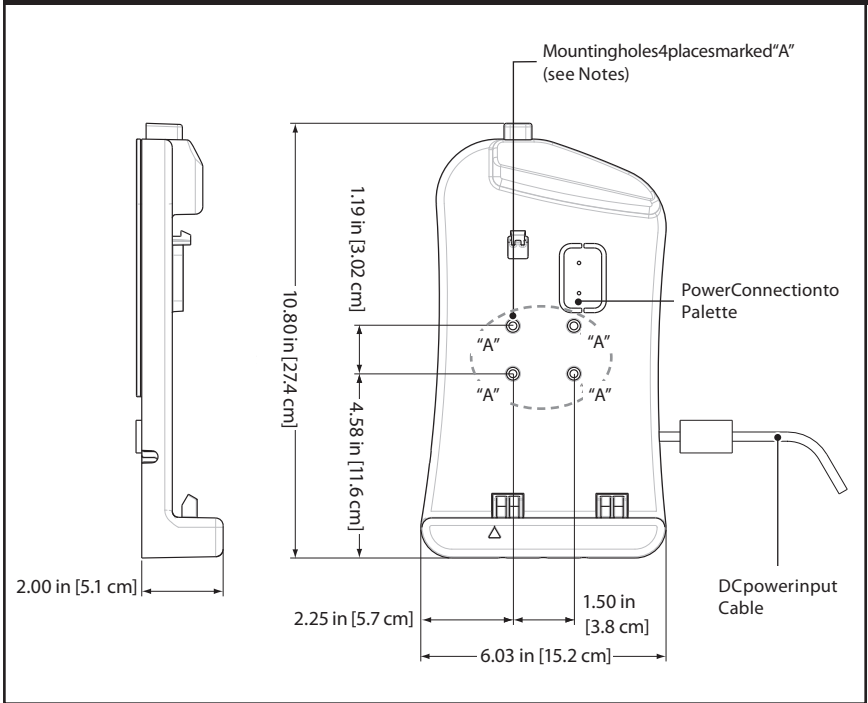 Mountingholes4placesmarked“A”
(see Notes)
1.19 in [3.02 cm]
10.80 in [27.4 cm]
PowerConnectionto
Palette
“A”
“A”
“A”
“A”
4.58 in [11.6 cm]
2.00 in [5.1 cm]
2.25 in [5.7 cm]
1.50 in
[3.8 cm]
DCpowerinput
Cable
6.03 in [15.2 cm]